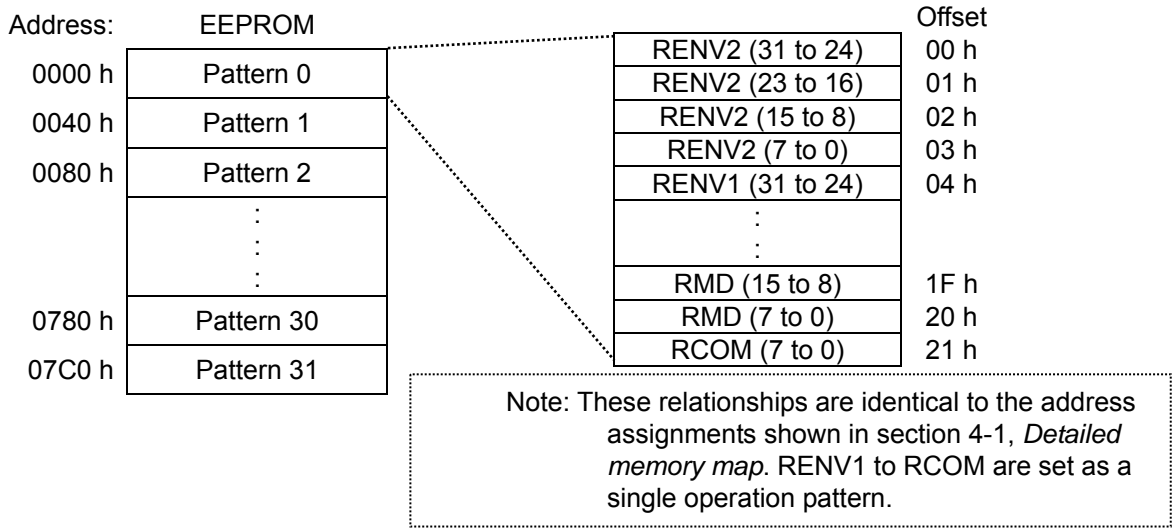 Address: EEPROM
0000 h Pattern 0
0040 h Pattern 1
0080 h Pattern 2
:
:
:
0780 h Pattern 30
07C0 h Pattern 31
Offset
RENV2 (31 to 24) 00 h
RENV2 (23 to 16) 01 h
RENV2 (15 to 8) 02 h
RENV2 (7 to 0) 03 h
RENV1 (31 to 24) 04 h
:
:
RMD (15 to 8) 1F h
RMD (7 to 0) 20 h
RCOM (7 to 0) 21 h
Note: These relationships are identical to the address
assignments shown in section 4-1, Detailed
memory map. RENV1 to RCOM are set as a
single operation pattern.